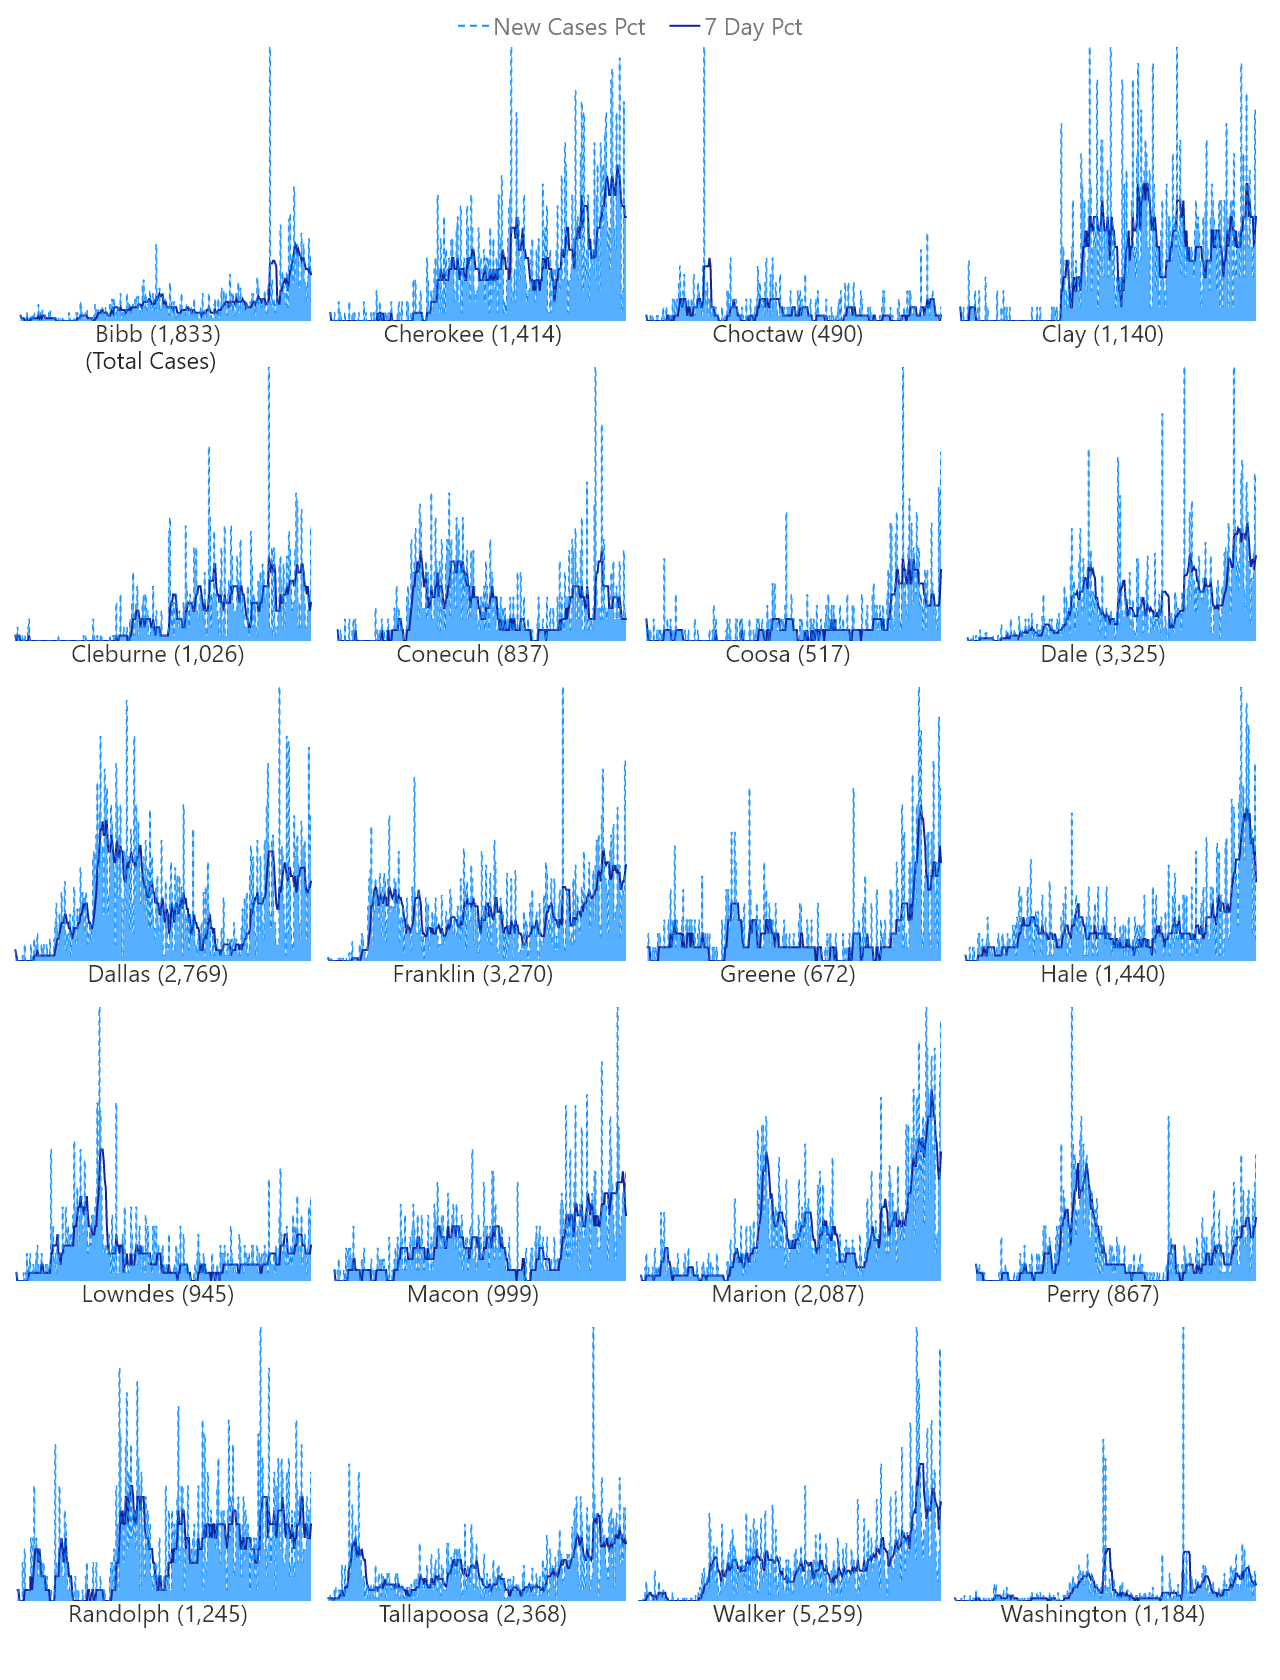 New Cases Pct 7 Day Pct
Bibb (1,833) Cherokee (1,414) Choctaw (490) Clay (1,140)
(Total Cases)
Cleburne (1,026) Conecuh (837) Coosa (517) Dale (3,325)
Dallas (2,769) Franklin (3,270) Greene (672) Hale (1,440)
Lowndes (945) Macon (999) Marion (2,087) Perry (867)
Randolph (1,245) Tallapoosa (2,368) Walker (5,259) Washington (1,184)